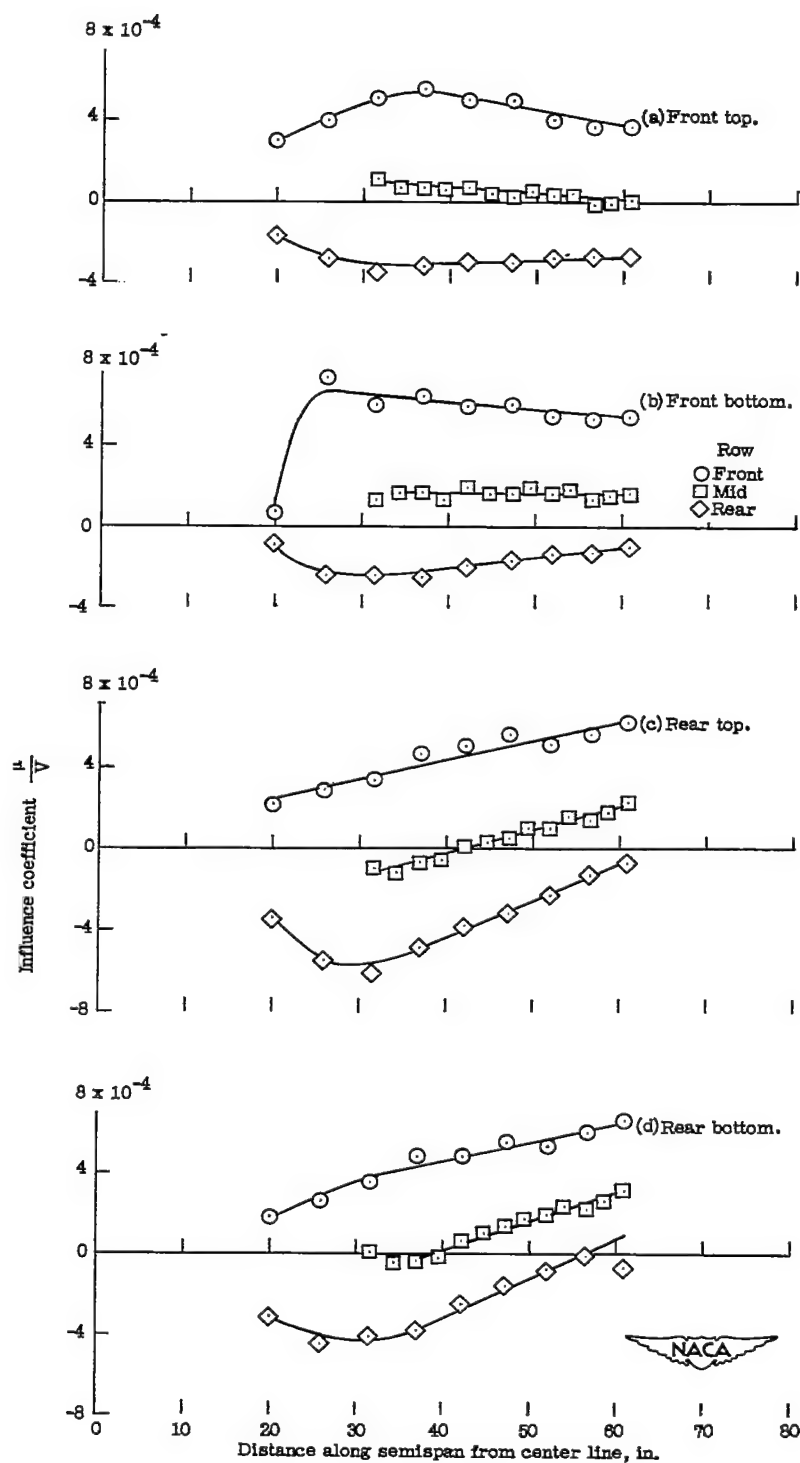 8 x 10-4
4
0
-4
(a) Front top.
8 x 10-4
4
0
-4
(b) Front bottom.
Row
Front
Mid
Rear
8 x 10-4
4
0
-4
-8
(c) Rear top.
Influence coefficient μ/V
8 x 10-4
4
0
-4
-8
(d) Rear bottom.
NACA
0 10 20 30 40 50 60 70 80
Distance along semispan from center line, in.